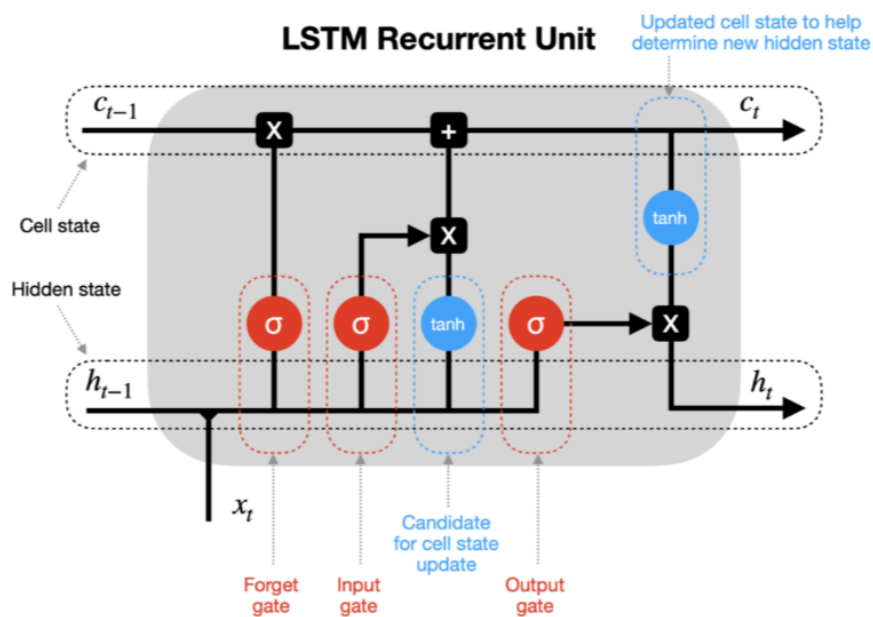 LSTM Recurrent Unit
Updated cell state to help
determine new hidden state
c_{t-1}
c_t
X
+
Cell state
X
tanh
Hidden state
σ
σ
tanh
σ
X
h_{t-1}
h_t
x_t
Candidate
for cell state
update
Forget
gate
Input
gate
Output
gate